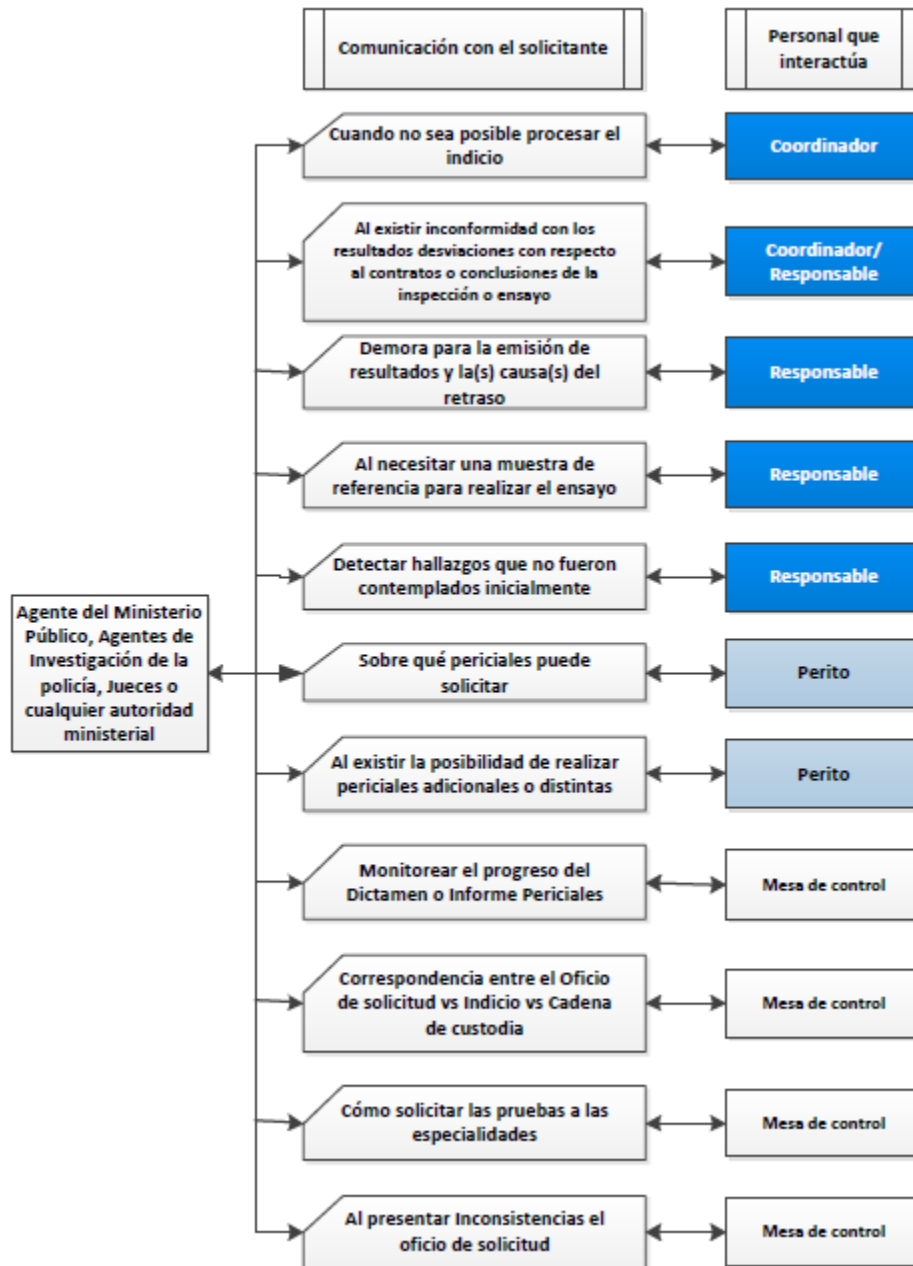 Comunicación con el solicitante
Personal que
interactúa
Cuando no sea posible procesar el
indicio
Coordinador
Al existir inconformidad con los
resultados desviaciones con respecto
al contratos o conclusiones de la
inspección o ensayo
Coordinador/
Responsable
Demora para la emisión de
resultados y la(s) causa(s) del
retraso
Responsable
Al necesitar una muestra de
referencia para realizar el ensayo
Responsable
Detectar hallazgos que no fueron
contemplados inicialmente
Responsable
Agente del Ministerio
Público, Agentes de
Investigación de la
policía, Jueces o
cualquier autoridad
ministerial
Sobre qué periciales puede
solicitar
Perito
Al existir la posibilidad de realizar
periciales adicionales o distintas
Perito
Monitorear el progreso del
Dictamen o Informe Periciales
Mesa de control
Correspondencia entre el Oficio
de solicitud vs Indicio vs Cadena
de custodia
Mesa de control
Cómo solicitar las pruebas a las
especialidades
Mesa de control
Al presentar Inconsistencias el
oficio de solicitud
Mesa de control